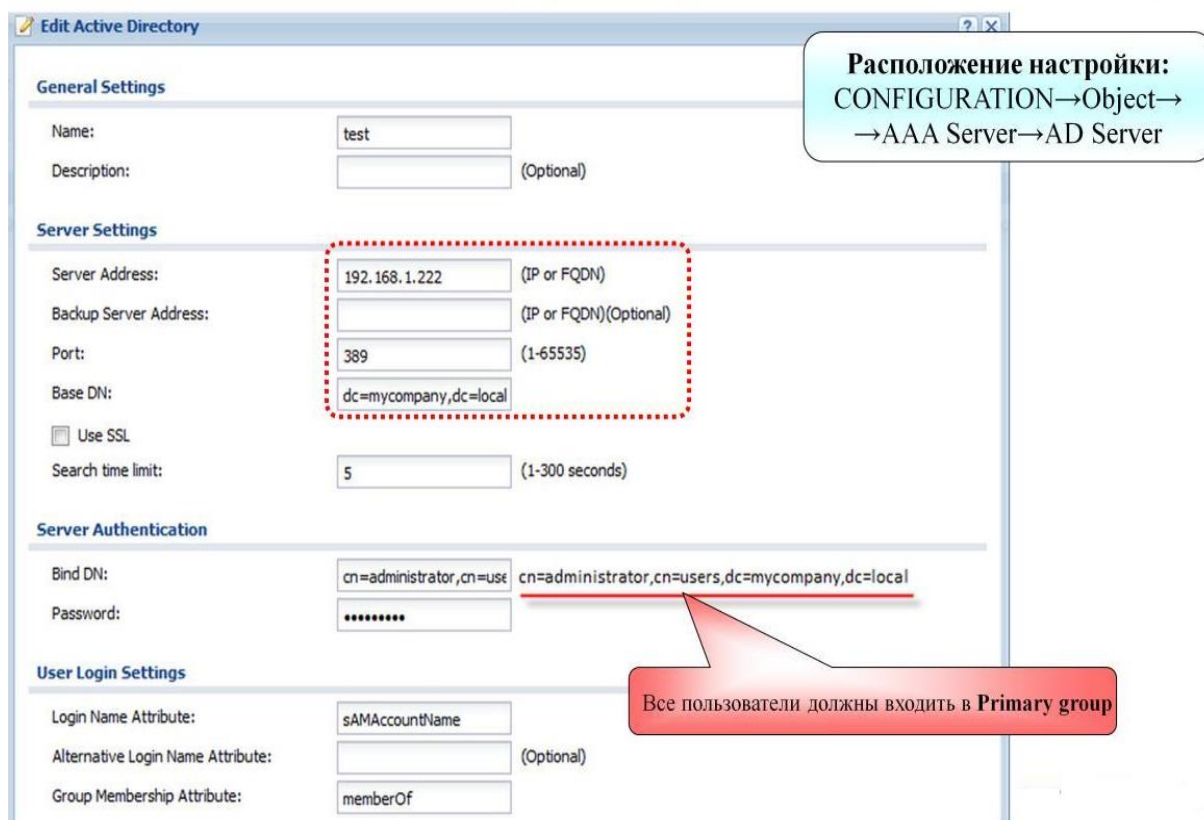 Edit Active Directory
? X
Расположение настройки:
CONFIGURATION→Object→
→AAA Server→AD Server
General Settings
Name: test
Description: (Optional)
Server Settings
Server Address: 192.168.1.222 (IP or FQDN)
Backup Server Address: (IP or FQDN)(Optional)
Port: 389 (1-65535)
Base DN: dc=mycompany,dc=local
Use SSL
Search time limit: 5 (1-300 seconds)
Server Authentication
Bind DN: cn=administrator,cn=use cn=administrator,cn=users,dc=mycompany,dc=local
Password: •••••••••
Все пользователи должны входить в Primary group
User Login Settings
Login Name Attribute: sAMAccountName
Alternative Login Name Attribute: (Optional)
Group Membership Attribute: memberOf